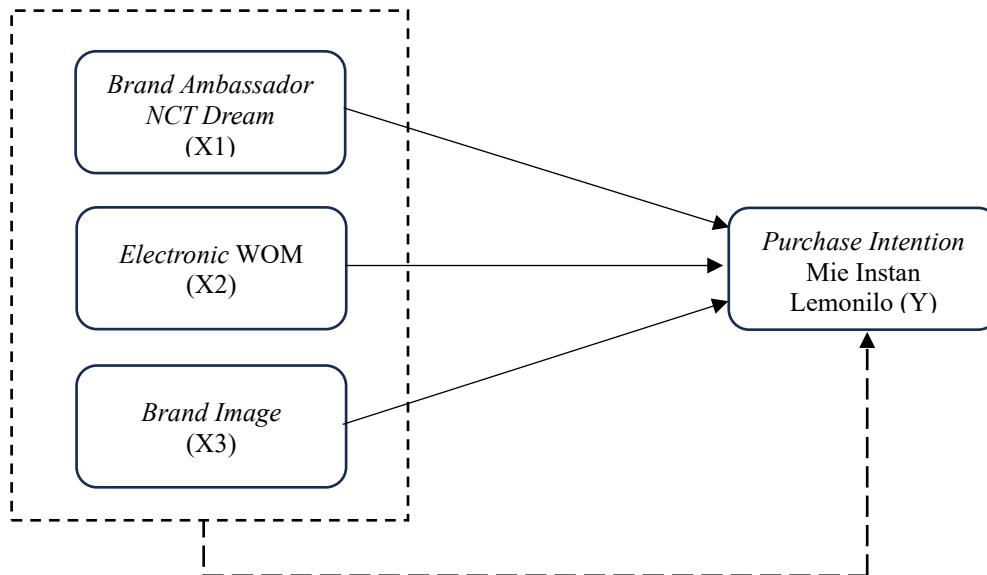 Brand Ambassador
NCT Dream
(X1)
Electronic WOM
(X2)
Brand Image
(X3)
Purchase Intention
Mie Instan
Lemonilo (Y)